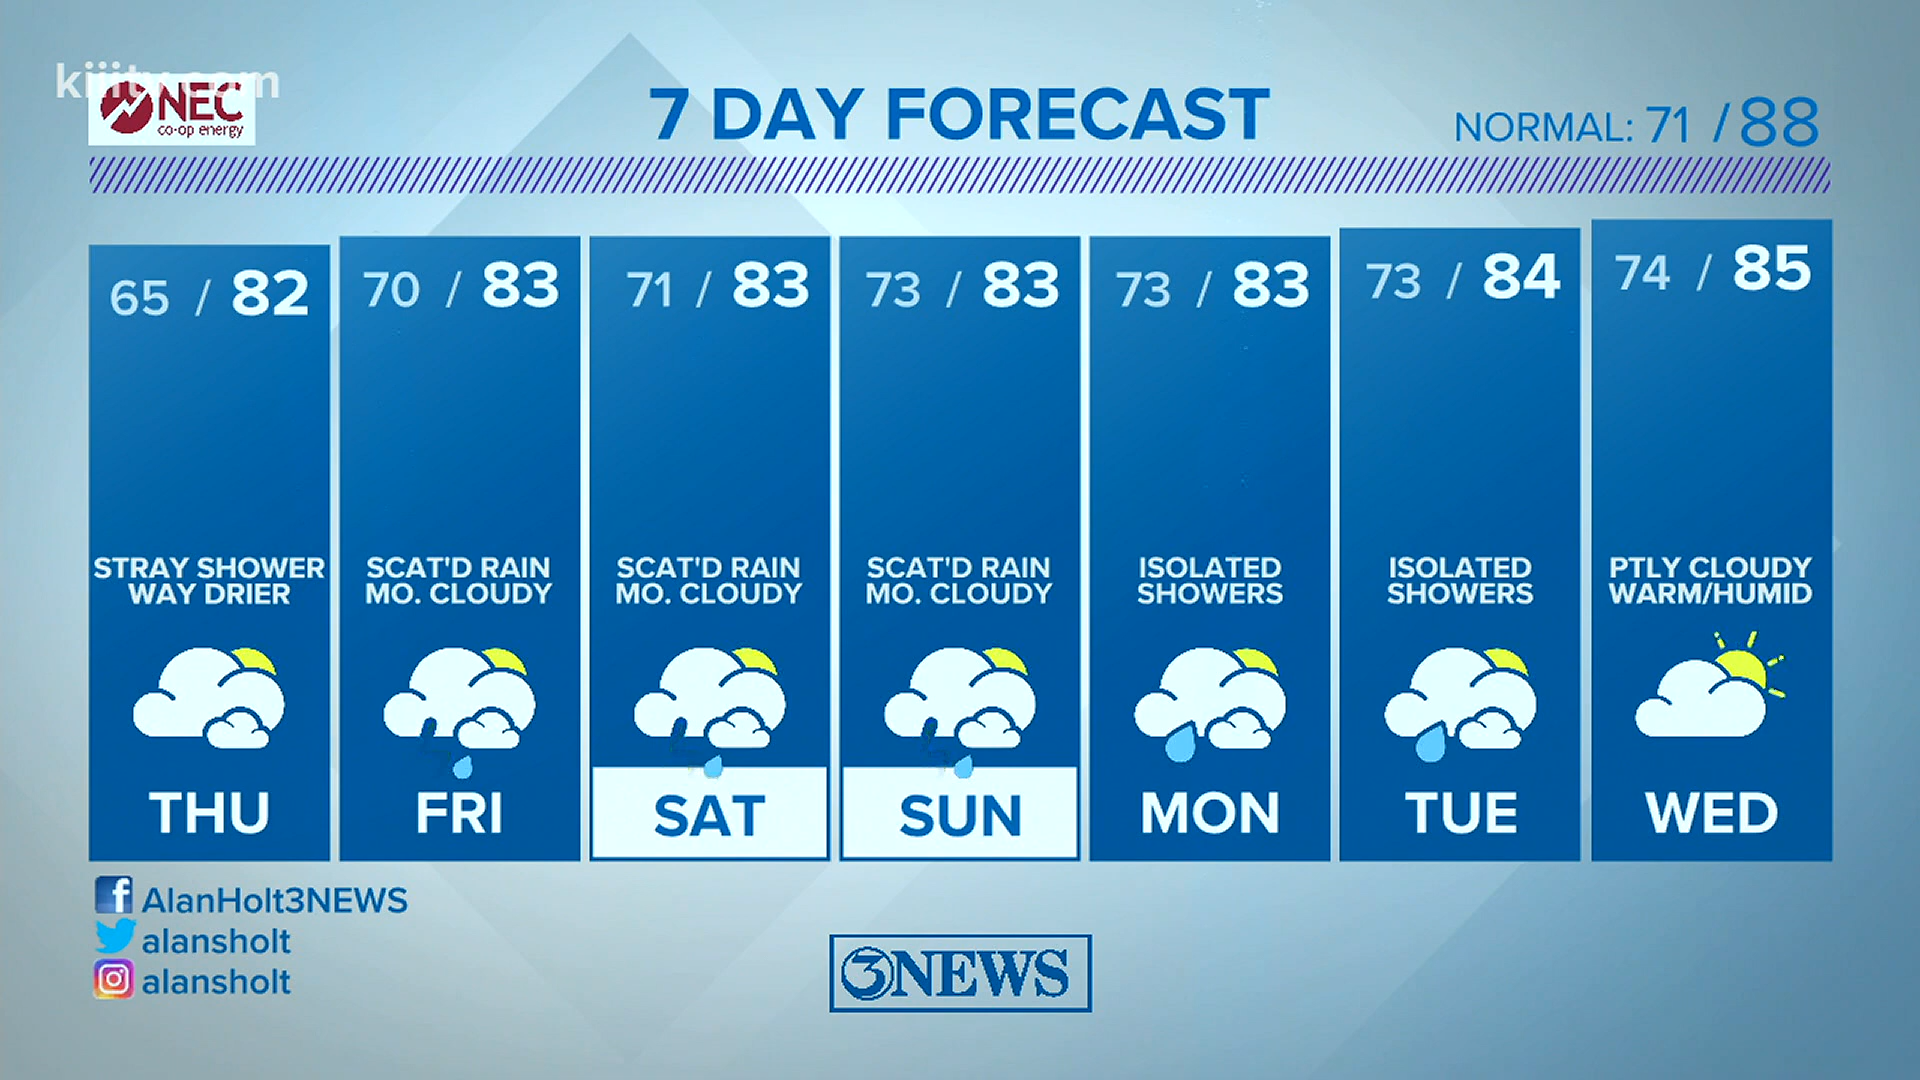 kiiitv.com
NEC
co-op energy
7 DAY FORECAST
NORMAL: 71 / 88
65 / 82
STRAY SHOWER
WAY DRIER
THU
70 / 83
SCAT'D RAIN
MO. CLOUDY
FRI
71 / 83
SCAT'D RAIN
MO. CLOUDY
SAT
73 / 83
SCAT'D RAIN
MO. CLOUDY
SUN
73 / 83
ISOLATED
SHOWERS
MON
73 / 84
ISOLATED
SHOWERS
TUE
74 / 85
PTLY CLOUDY
WARM/HUMID
WED
f AlanHolt3NEWS
alansholt
alansholt
3NEWS